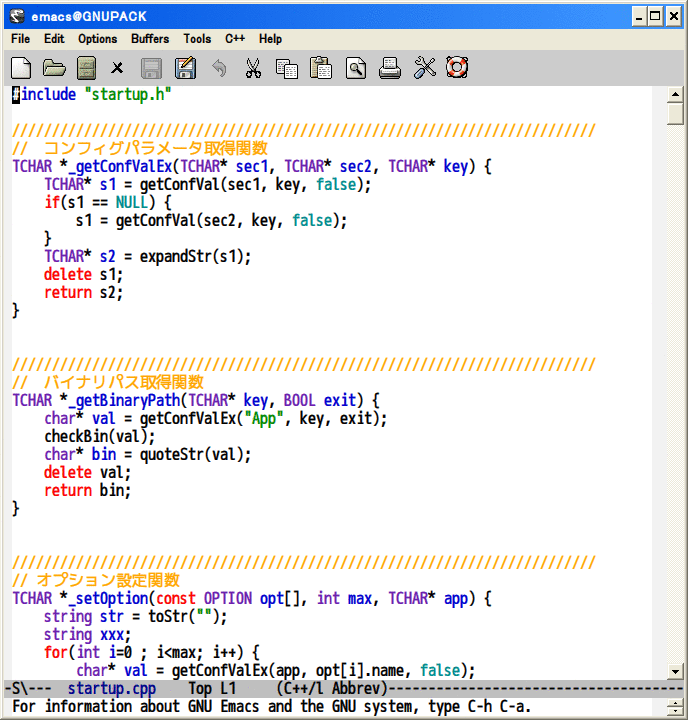 emacs@GNUPACK
File Edit Options Buffers Tools C++ Help
#include "startup.h"
//////////////////////////////////////////////////////////////////////////
//  コンフィグパラメータ取得関数
TCHAR *_getConfValEx(TCHAR* sec1, TCHAR* sec2, TCHAR* key) {
    TCHAR* s1 = getConfVal(sec1, key, false);
    if(s1 == NULL) {
        s1 = getConfVal(sec2, key, false);
    }
    TCHAR* s2 = expandStr(s1);
    delete s1;
    return s2;
}
//////////////////////////////////////////////////////////////////////////
//  バイナリパス取得関数
TCHAR *_getBinaryPath(TCHAR* key, BOOL exit) {
    char* val = getConfValEx("App", key, exit);
    checkBin(val);
    char* bin = quoteStr(val);
    delete val;
    return bin;
}
//////////////////////////////////////////////////////////////////////////
// オプション設定関数
TCHAR *_setOption(const OPTION opt[], int max, TCHAR* app) {
    string str = toStr("");
    string xxx;
    for(int i=0 ; i<max; i++) {
        char* val = getConfValEx(app, opt[i].name, false);
-S\---  startup.cpp    Top L1     (C++/l Abbrev)-------------------------------------
For information about GNU Emacs and the GNU system, type C-h C-a.